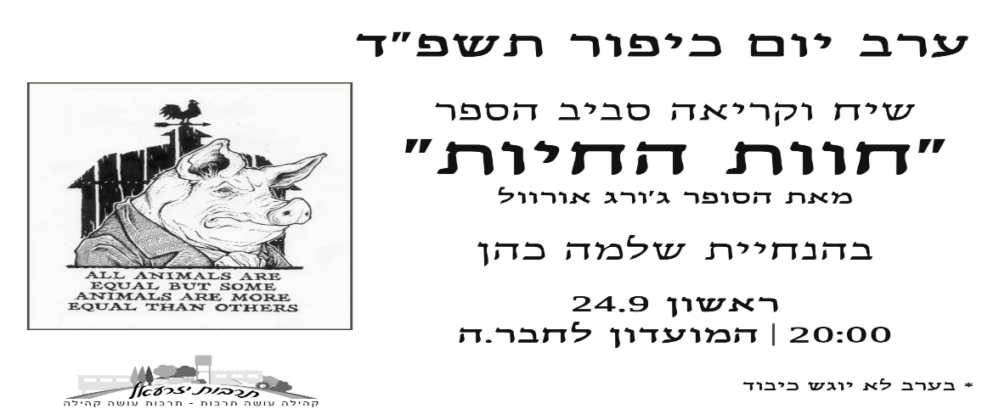 ערב יום כיפור תשפ"ד
שיח וקריאה סביב הספר
"חוות החיות"
מאת הסופר ג'ורג אורוול
בהנחיית שלמה כהן
ראשון 24.9
20:00 | המועדון לחבר.ה
* בערב לא יוגש כיבוד
ALL ANIMALS ARE
EQUAL BUT SOME
ANIMALS ARE MORE
EQUAL THAN OTHERS
תרבות יזרעאל
קהילה עושה תרבות - תרבות עושה קהילה